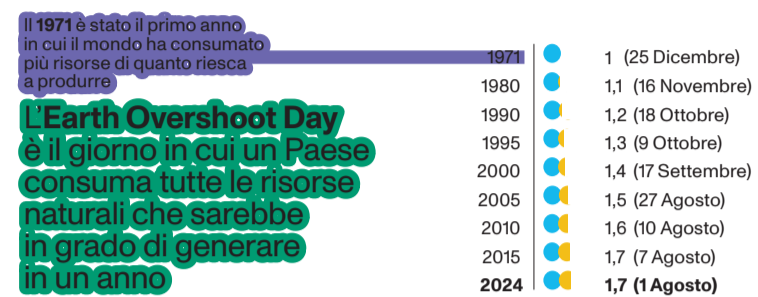 Il 1971 è stato il primo anno
in cui il mondo ha consumato
più risorse di quanto riesca
a produrre
L'Earth Overshoot Day
è il giorno in cui un Paese
consuma tutte le risorse
naturali che sarebbe
in grado di generare
in un anno
1971 1 (25 Dicembre)
1980 1,1 (16 Novembre)
1990 1,2 (18 Ottobre)
1995 1,3 (9 Ottobre)
2000 1,4 (17 Settembre)
2005 1,5 (27 Agosto)
2010 1,6 (10 Agosto)
2015 1,7 (7 Agosto)
2024 1,7 (1 Agosto)